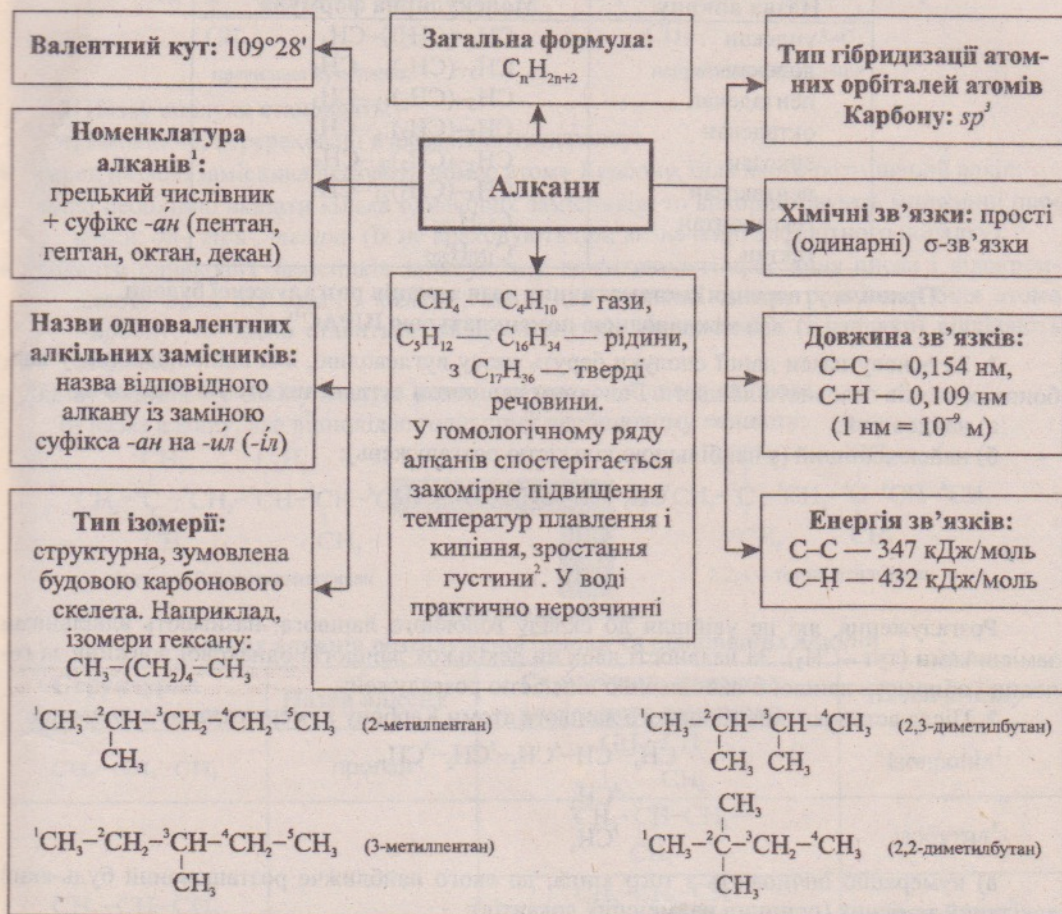 Валентний кут: 109°28'
Загальна формула:
CₙH₂ₙ₊₂
Тип гібридизації атом-
них орбіталей атомів
Карбону: sp³
Номенклатура
алканів¹:
грецький числівник
+ суфікс -áн (пентан,
гептан, октан, декан)
Алкани
Хімічні зв’язки: прості
(одинарні) σ-зв’язки
Назви одновалентних
алкільних замісників:
назва відповідного
алкану із заміною
суфікса -áн на -ил (-іл)
CH₄ — C₄H₁₀ — гази,
C₅H₁₂ — C₁₆H₃₄ — рідини,
з C₁₇H₃₆ — тверді
речовини.
У гомологічному ряду
алканів спостерігається
закомірне підвищення
температур плавлення і
кипіння, зростання
густини². У воді
практично нерозчинні
Довжина зв’язків:
C–C — 0,154 нм,
C–H — 0,109 нм
(1 нм = 10⁻⁹ м)
Енергія зв’язків:
C–C — 347 кДж/моль
C–H — 432 кДж/моль
Тип ізомерії:
структурна, зумовлена
будовою карбонового
скелета. Наприклад,
ізомери гексану:
CH₃–(CH₂)₄–CH₃
¹CH₃–²CH–³CH₂–⁴CH₂–⁵CH₃ (2-метилпентан)
CH₃
¹CH₃–²CH–³CH–⁴CH₃ (2,3-диметилбутан)
CH₃ CH₃
¹CH₃–²CH₂–³CH–⁴CH₂–⁵CH₃ (3-метилпентан)
CH₃
CH₃
¹CH₃–²C–³CH₂–⁴CH₃ (2,2-диметилбутан)
CH₃